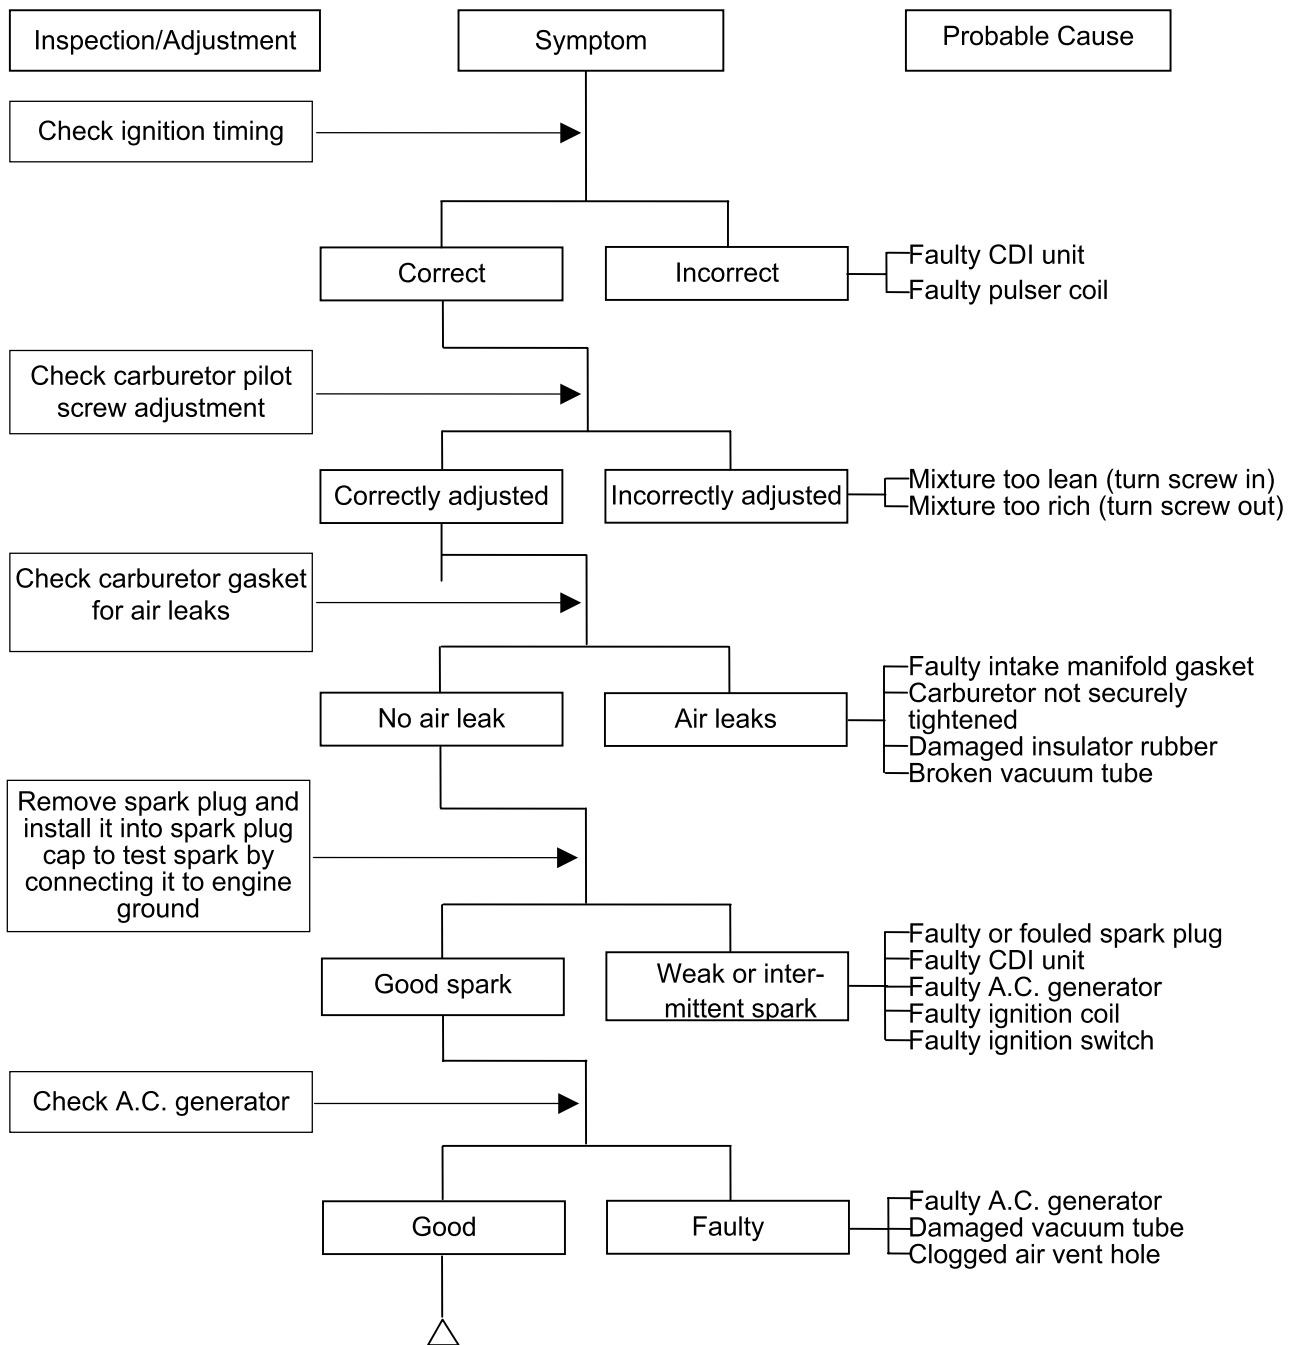 Inspection/Adjustment
Symptom
Probable Cause
Check ignition timing
Correct
Incorrect
Faulty CDI unit
Faulty pulser coil
Check carburetor pilot
screw adjustment
Correctly adjusted
Incorrectly adjusted
Mixture too lean (turn screw in)
Mixture too rich (turn screw out)
Check carburetor gasket
for air leaks
No air leak
Air leaks
Faulty intake manifold gasket
Carburetor not securely
tightened
Damaged insulator rubber
Broken vacuum tube
Remove spark plug and
install it into spark plug
cap to test spark by
connecting it to engine
ground
Good spark
Weak or inter-
mittent spark
Faulty or fouled spark plug
Faulty CDI unit
Faulty A.C. generator
Faulty ignition coil
Faulty ignition switch
Check A.C. generator
Good
Faulty
Faulty A.C. generator
Damaged vacuum tube
Clogged air vent hole